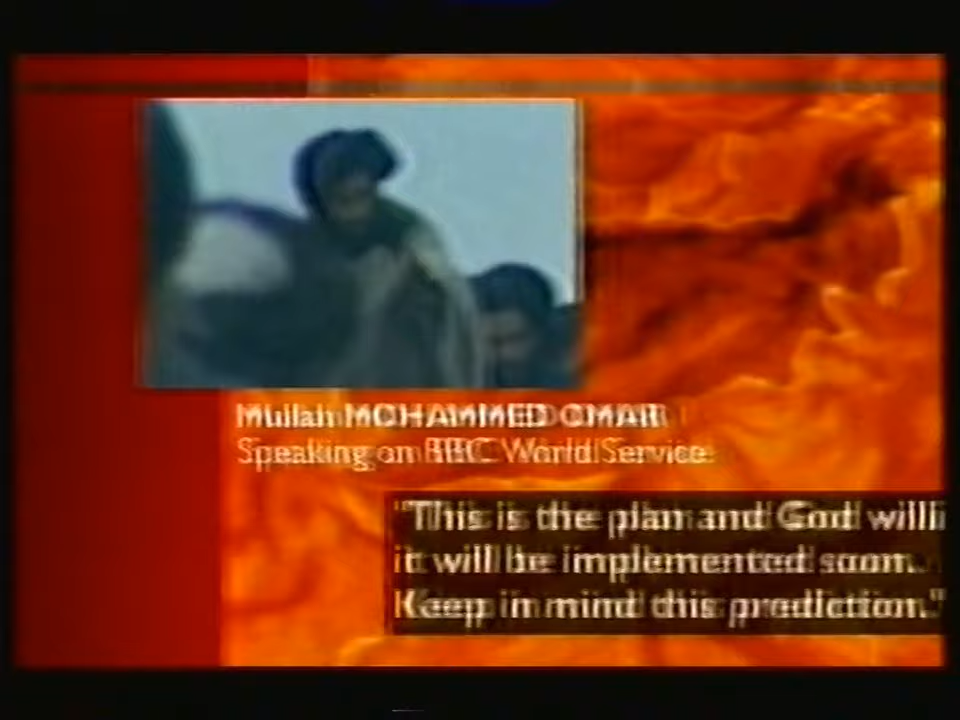 Mullah MOHAMMED OMAR
Speaking on BBC World Service
"This is the plan and God willi
it will be implemented soon.
Keep in mind this prediction."